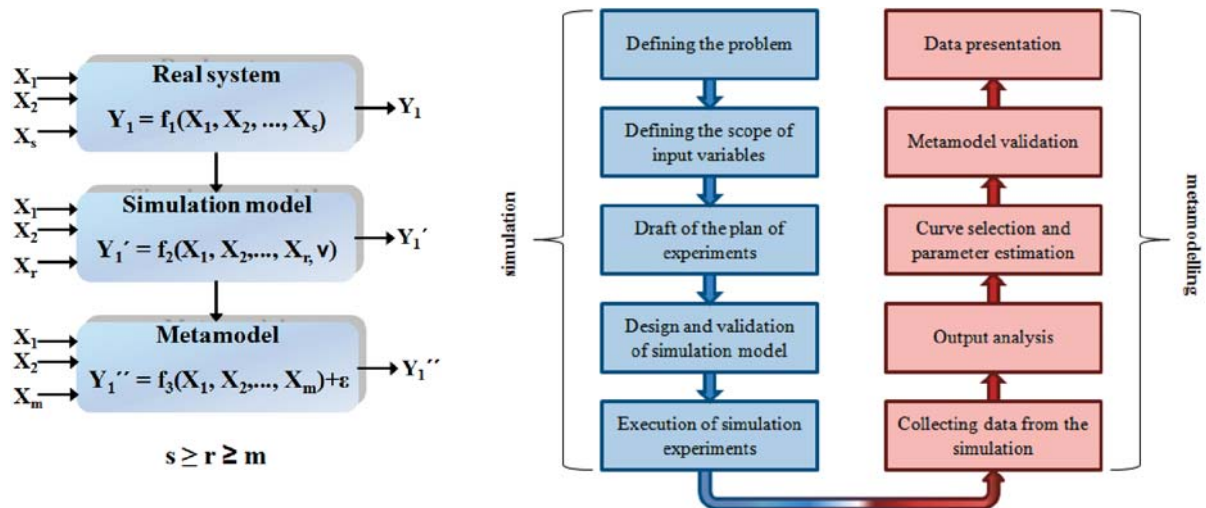 Real system
X₁
X₂
Xₛ
Y₁ = f₁(X₁, X₂, ..., Xₛ)
Y₁
Simulation model
X₁
X₂
Xᵣ
Y₁´ = f₂(X₁, X₂,..., Xᵣ, v)
Y₁´
Metamodel
X₁
X₂
Xₘ
Y₁´´ = f₃(X₁, X₂,..., Xₘ)+ε
Y₁´´
s ≥ r ≥ m
simulation
Defining the problem
Defining the scope of
input variables
Draft of the plan of
experiments
Design and validation
of simulation model
Execution of simulation
experiments
Data presentation
Metamodel validation
Curve selection and
parameter estimation
Output analysis
Collecting data from the
simulation
metamodelling